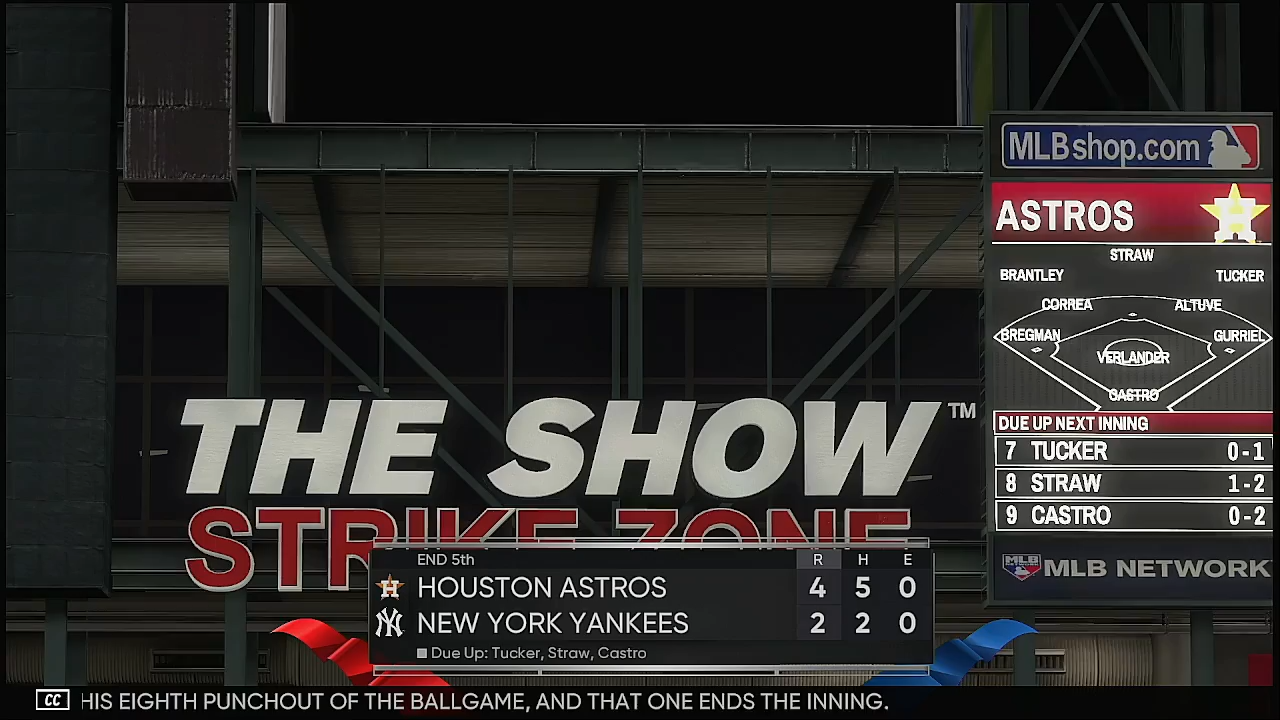 MLBshop.com
ASTROS
H
STRAW
BRANTLEY TUCKER
CORREA ALTUVE
BREGMAN GURRIEL
VERLANDER
CASTRO
DUE UP NEXT INNING
7 TUCKER 0-1
8 STRAW 1-2
9 CASTRO 0-2
MLB MLB NETWORK
THE SHOW™
STRIKE ZONE
END 5th R H E
H HOUSTON ASTROS 4 5 0
NY NEW YORK YANKEES 2 2 0
Due Up: Tucker, Straw, Castro
CC HIS EIGHTH PUNCHOUT OF THE BALLGAME, AND THAT ONE ENDS THE INNING.